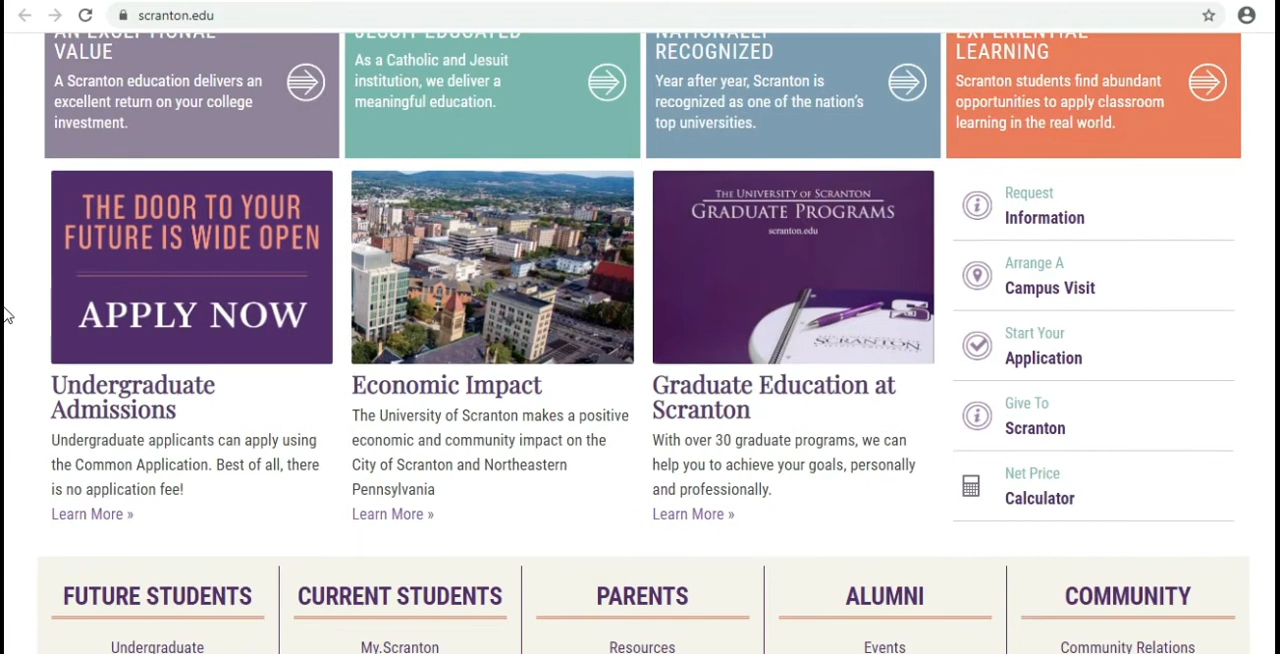 scranton.edu
AN EXCEPTIONAL
VALUE
A Scranton education delivers an
excellent return on your college
investment.
JESUIT EDUCATED
As a Catholic and Jesuit
institution, we deliver a
meaningful education.
NATIONALLY
RECOGNIZED
Year after year, Scranton is
recognized as one of the nation's
top universities.
EXPERIENTIAL
LEARNING
Scranton students find abundant
opportunities to apply classroom
learning in the real world.
THE DOOR TO YOUR
FUTURE IS WIDE OPEN
APPLY NOW
Undergraduate
Admissions
Undergraduate applicants can apply using
the Common Application. Best of all, there
is no application fee!
Learn More »
Economic Impact
The University of Scranton makes a positive
economic and community impact on the
City of Scranton and Northeastern
Pennsylvania
Learn More »
THE UNIVERSITY OF SCRANTON
GRADUATE PROGRAMS
scranton.edu
SCRANTON
Graduate Education at
Scranton
With over 30 graduate programs, we can
help you to achieve your goals, personally
and professionally.
Learn More »
Request
Information
Arrange A
Campus Visit
Start Your
Application
Give To
Scranton
Net Price
Calculator
FUTURE STUDENTS
Undergraduate
CURRENT STUDENTS
My.Scranton
PARENTS
Resources
ALUMNI
Events
COMMUNITY
Community Relations